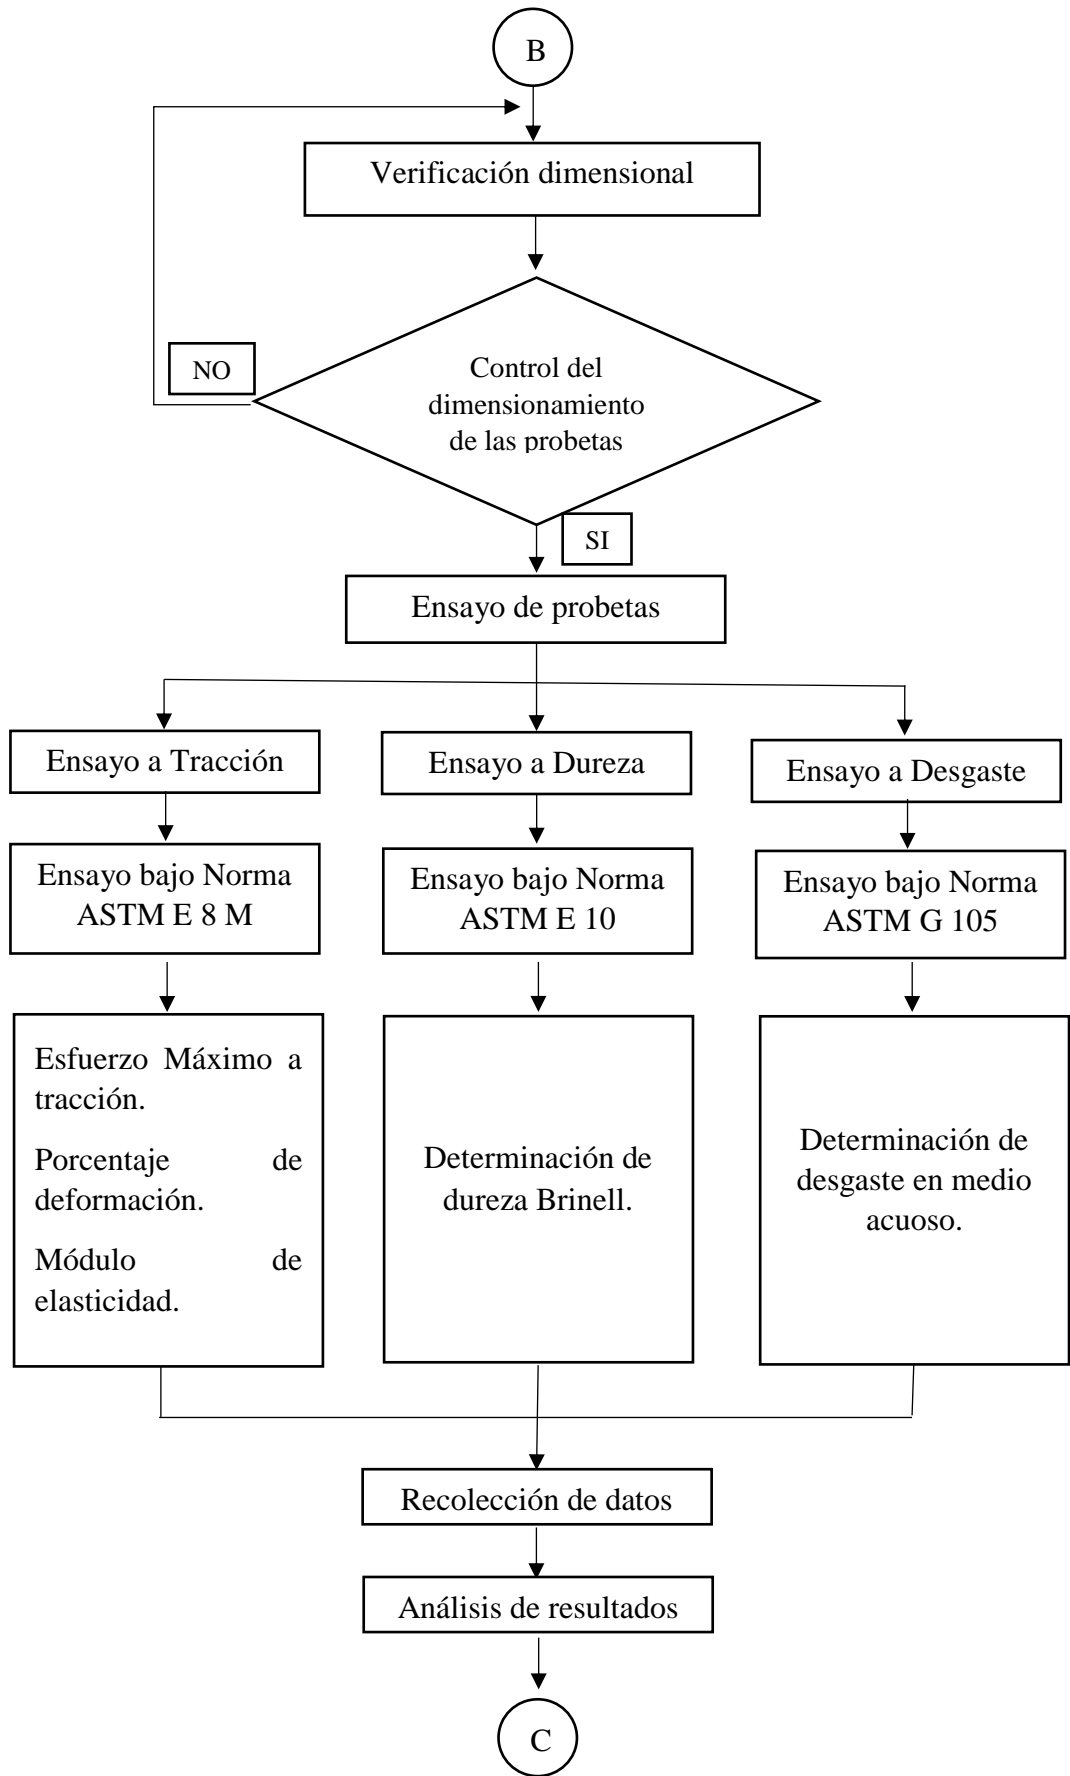 B
Verificación dimensional
Control del
dimensionamiento
de las probetas
NO
SI
Ensayo de probetas
Ensayo a Tracción
Ensayo a Dureza
Ensayo a Desgaste
Ensayo bajo Norma
ASTM E 8 M
Ensayo bajo Norma
ASTM E 10
Ensayo bajo Norma
ASTM G 105
Esfuerzo Máximo a
tracción.
Porcentaje de
deformación.
Módulo de
elasticidad.
Determinación de
dureza Brinell.
Determinación de
desgaste en medio
acuoso.
Recolección de datos
Análisis de resultados
C